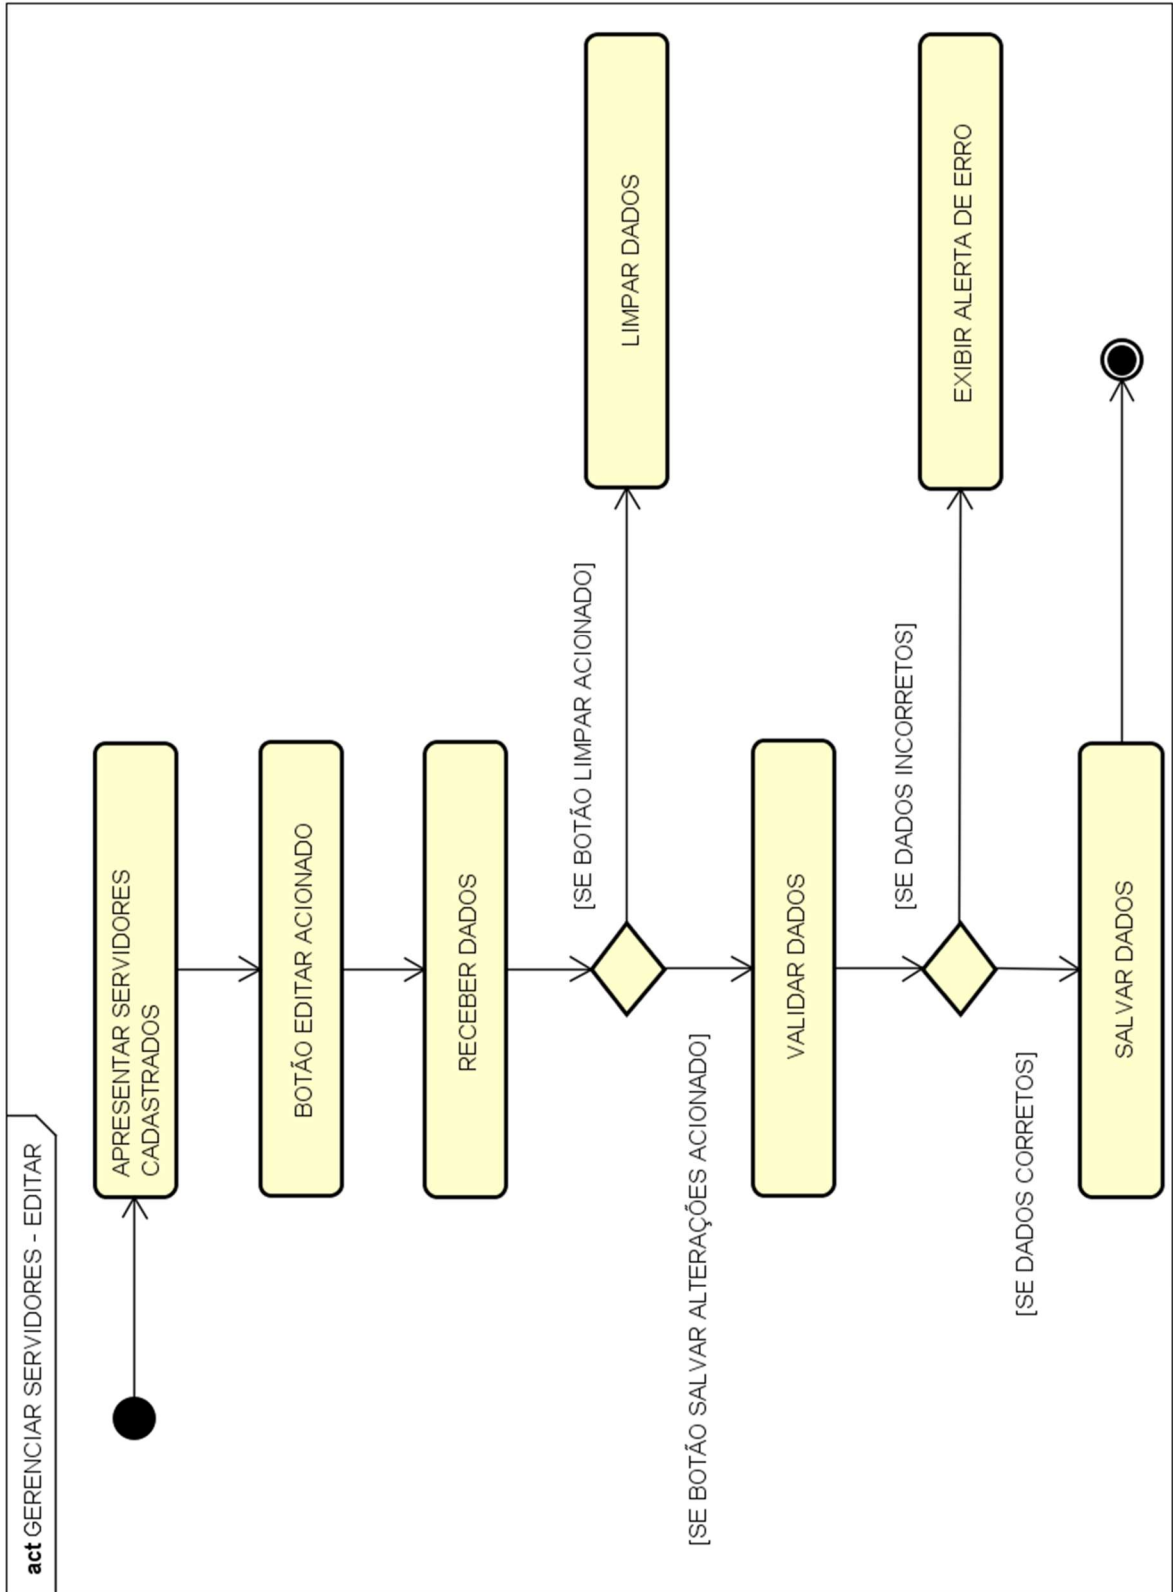 act GERENCIAR SERVIDORES - EDITAR
APRESENTAR SERVIDORES
CADASTRADOS
BOTÃO EDITAR ACIONADO
RECEBER DADOS
[SE BOTÃO LIMPAR ACIONADO]
LIMPAR DADOS
[SE BOTÃO SALVAR ALTERAÇÕES ACIONADO]
VALIDAR DADOS
[SE DADOS INCORRETOS]
EXIBIR ALERTA DE ERRO
[SE DADOS CORRETOS]
SALVAR DADOS